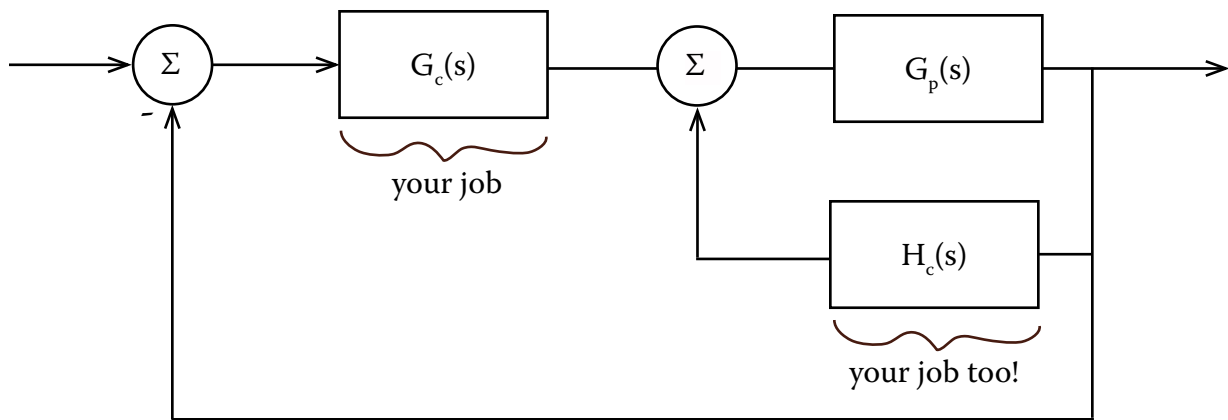 Σ
G_c(s)
Σ
G_p(s)
-
your job
H_c(s)
your job too!